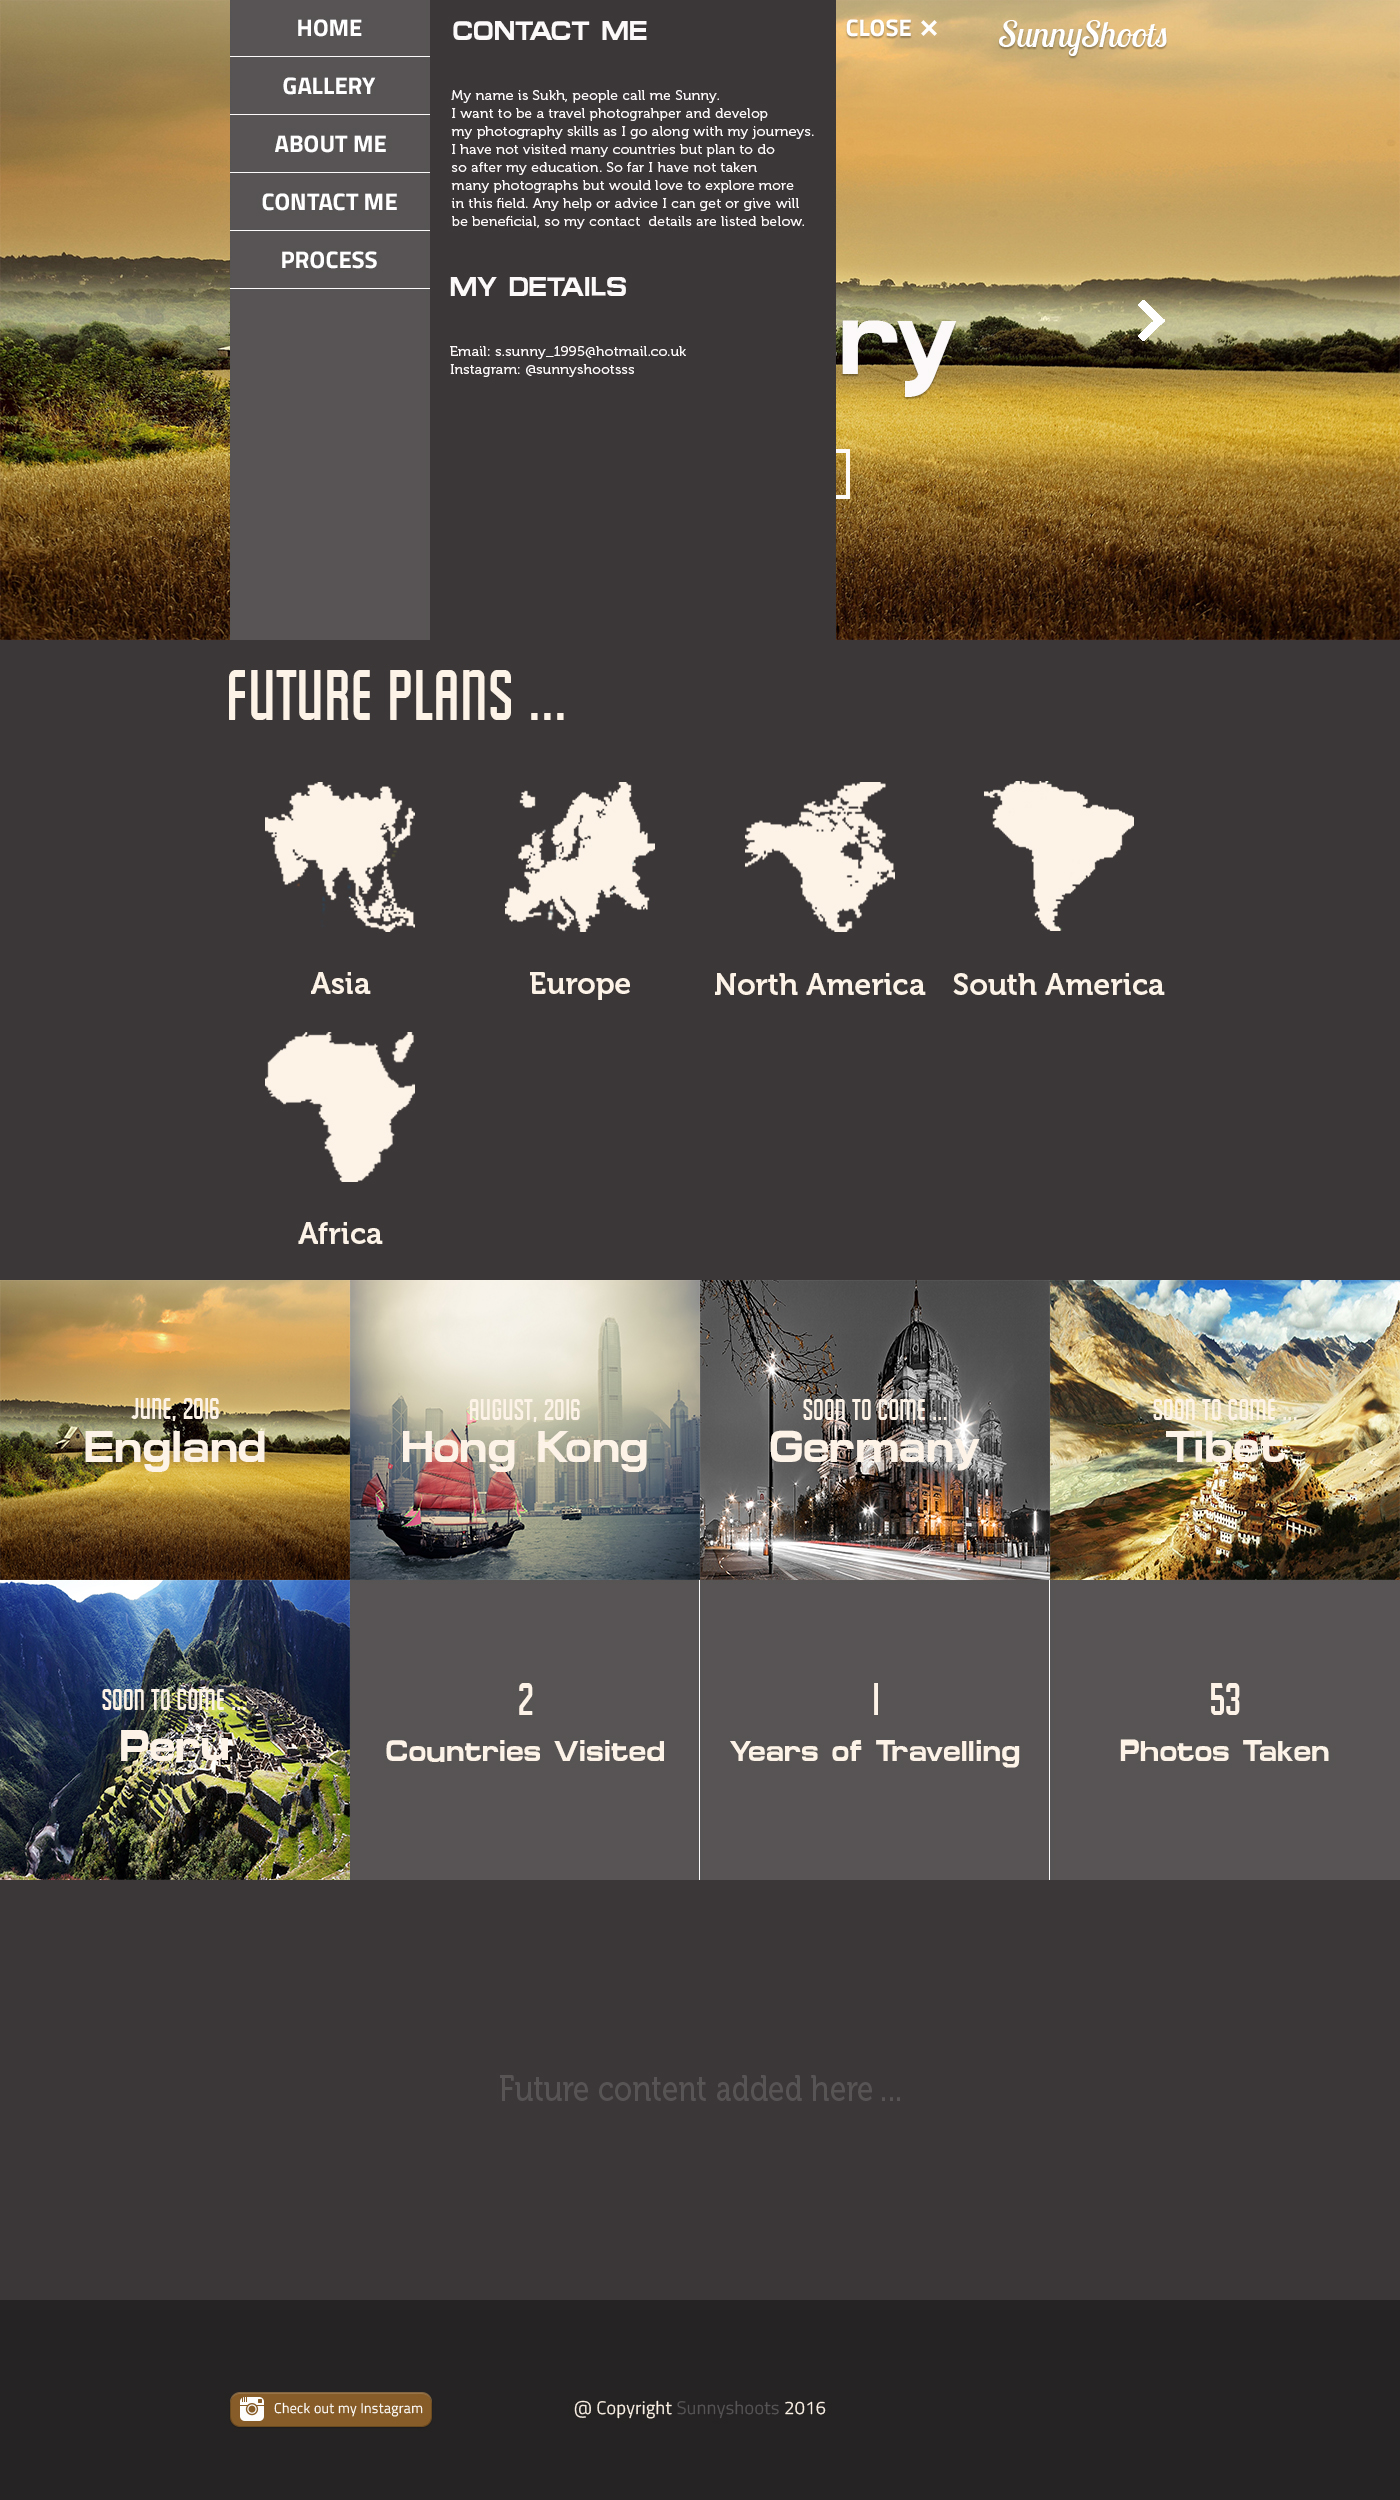 HOME
GALLERY
ABOUT ME
CONTACT ME
PROCESS
CONTACT ME
My name is Sukh, people call me Sunny.
I want to be a travel photograhper and develop
my photography skills as I go along with my journeys.
I have not visited many countries but plan to do
so after my education. So far I have not taken
many photographs but would love to explore more
in this field. Any help or advice I can get or give will
be beneficial, so my contact details are listed below.
MY DETAILS
Email: s.sunny_1995@hotmail.co.uk
Instagram: @sunnyshootsss
CLOSE ×
SunnyShoots
ry
FUTURE PLANS ...
Asia
Europe
North America
South America
Africa
JUNE, 2016
England
AUGUST, 2016
Hong Kong
SOON TO COME ...
Germany
SOON TO COME ...
Tibet
SOON TO COME ...
Peru
2
Countries Visited
1
Years of Travelling
53
Photos Taken
Future content added here ...
Check out my Instagram
@ Copyright Sunnyshoots 2016